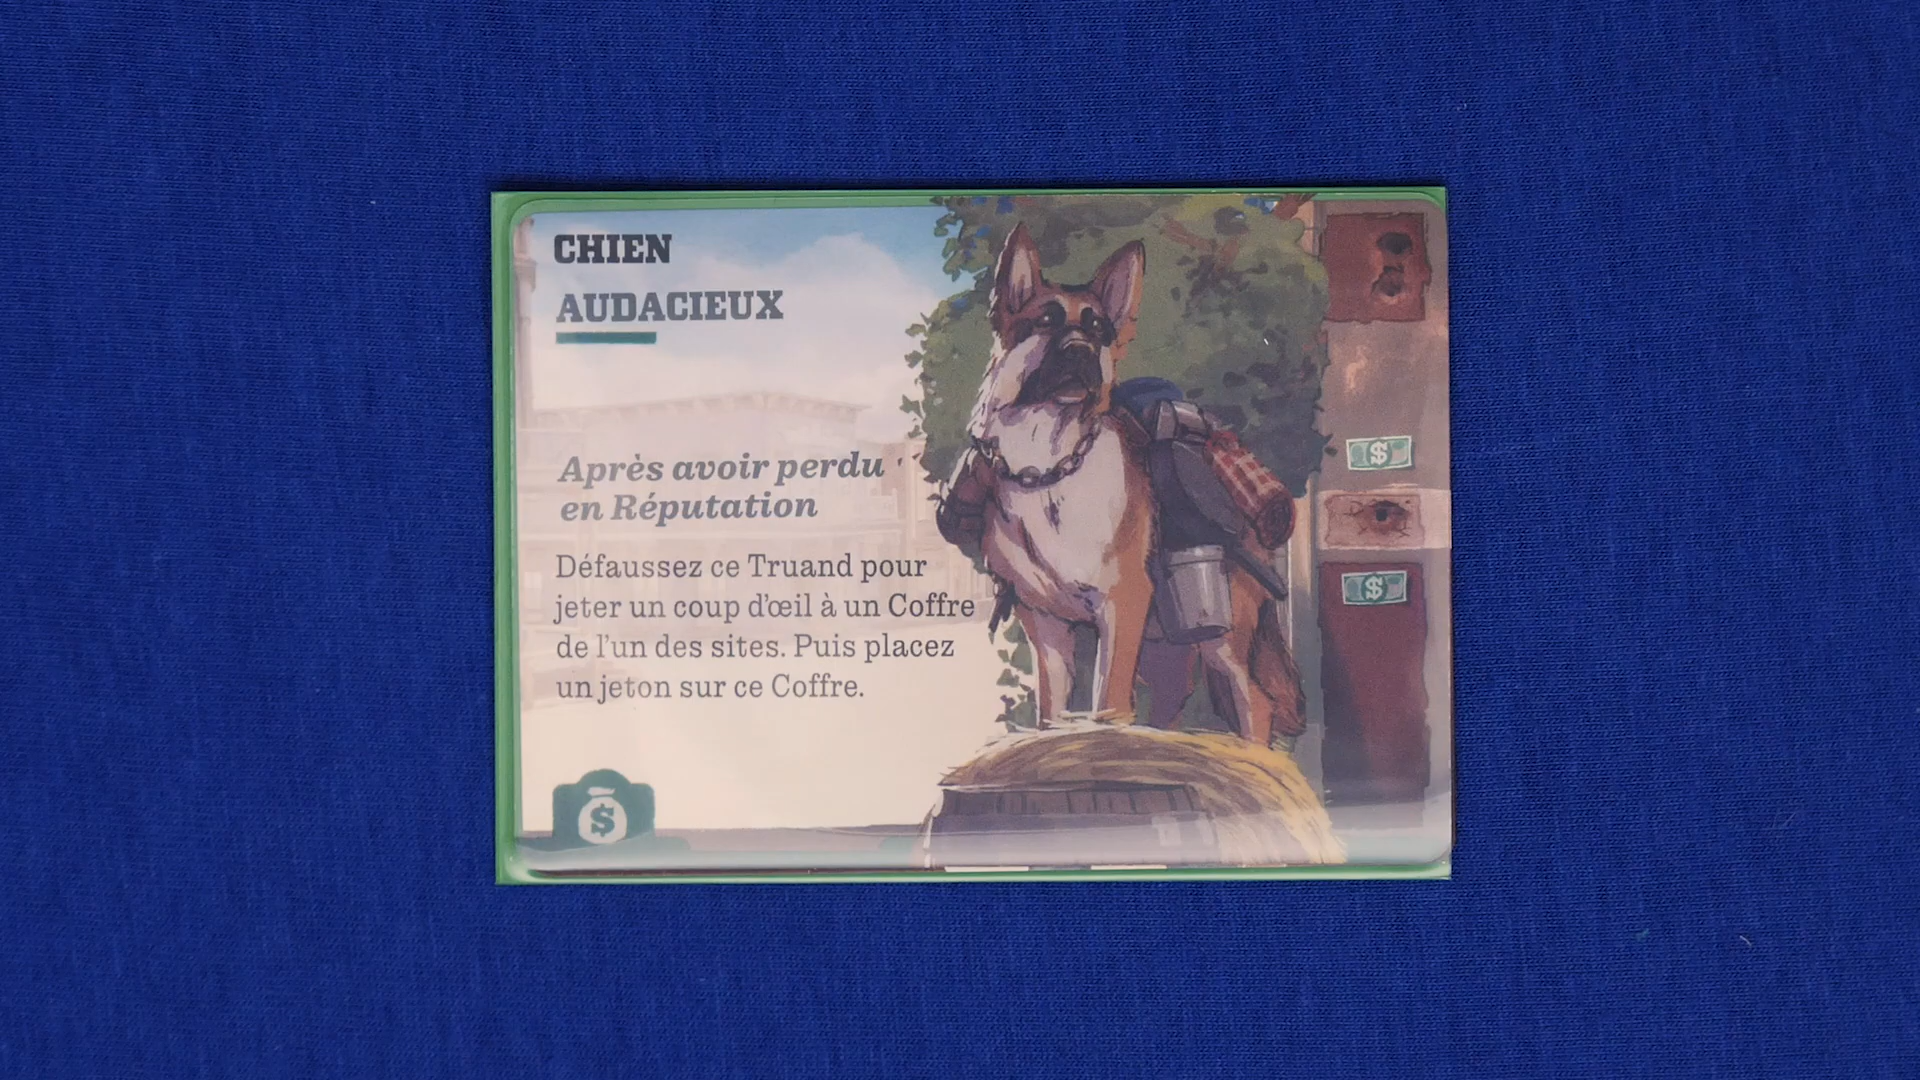 CHIEN
AUDACIEUX
Après avoir perdu
en Réputation
Défaussez ce Truand pour
jeter un coup d'œil à un Coffre
de l'un des sites. Puis placez
un jeton sur ce Coffre.
$
$
$